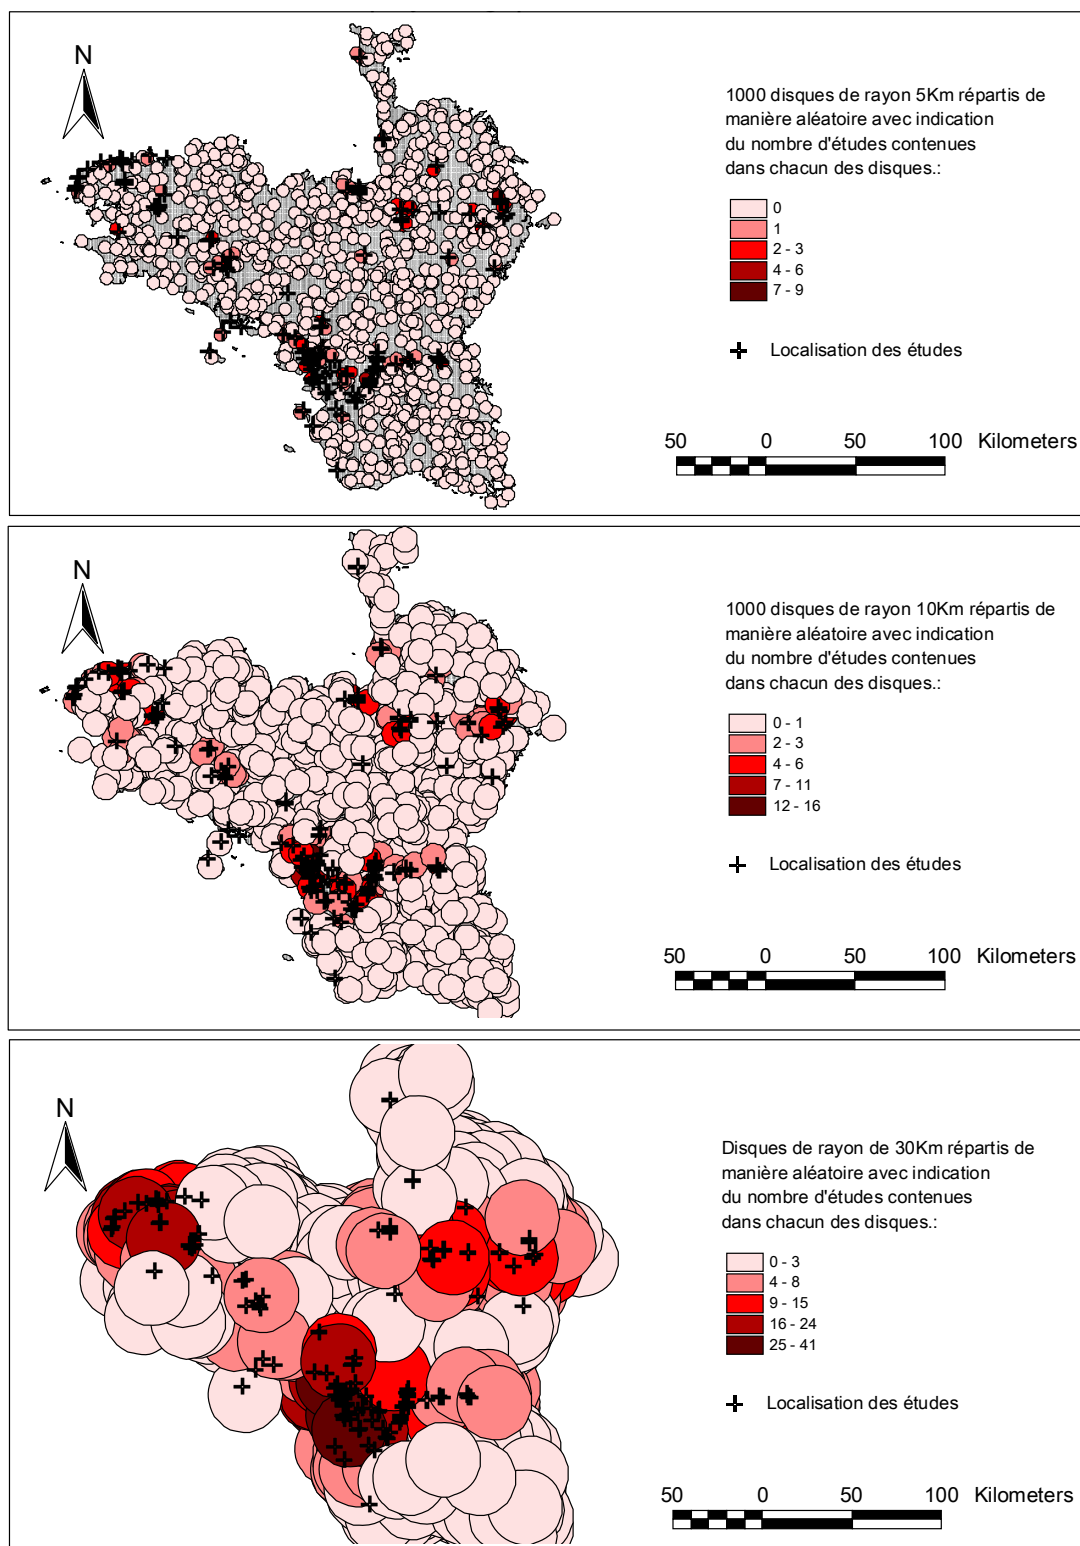 N
1000 disques de rayon 5Km répartis de
manière aléatoire avec indication
du nombre d'études contenues
dans chacun des disques.:
0
1
2 - 3
4 - 6
7 - 9
Localisation des études
50 0 50 100 Kilometers
N
1000 disques de rayon 10Km répartis de
manière aléatoire avec indication
du nombre d'études contenues
dans chacun des disques.:
0 - 1
2 - 3
4 - 6
7 - 11
12 - 16
Localisation des études
50 0 50 100 Kilometers
N
Disques de rayon de 30Km répartis de
manière aléatoire avec indication
du nombre d'études contenues
dans chacun des disques.:
0 - 3
4 - 8
9 - 15
16 - 24
25 - 41
Localisation des études
50 0 50 100 Kilometers